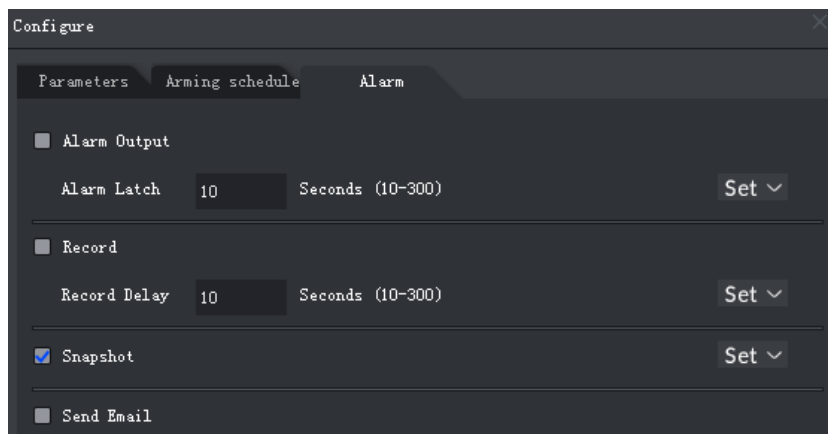 Configure
Parameters Arming schedule Alarm
Alarm Output
Alarm Latch 10 Seconds (10-300) Set
Record
Record Delay 10 Seconds (10-300) Set
Snapshot Set
Send Email